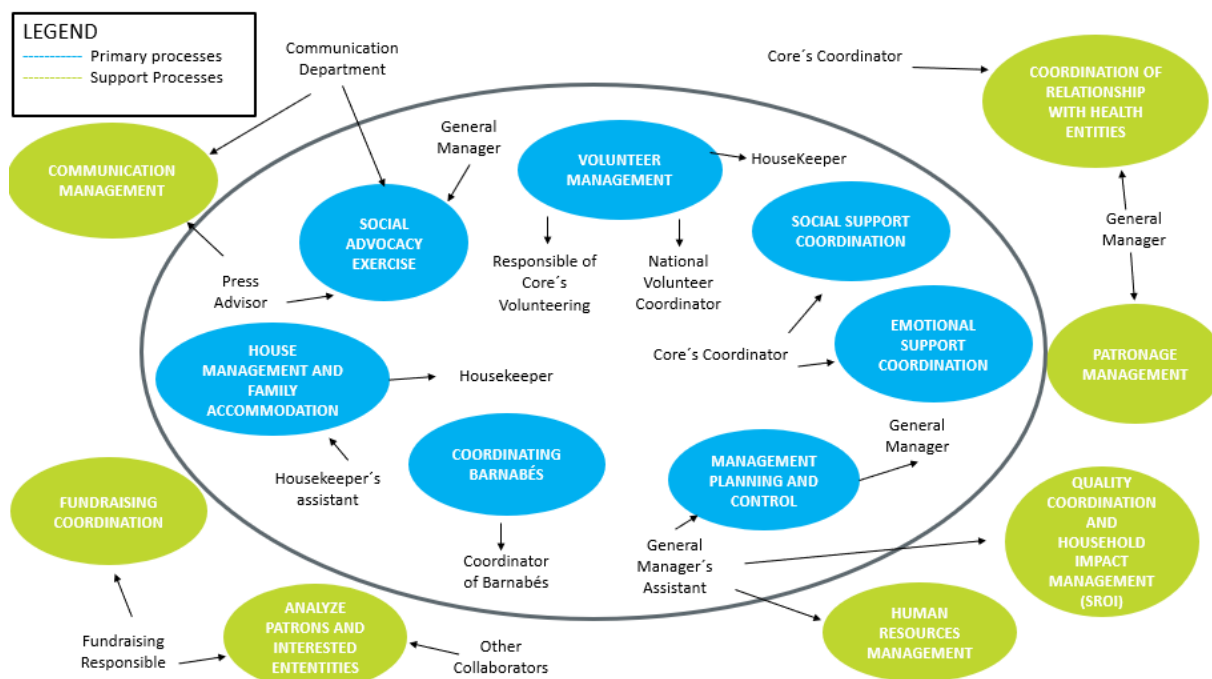 LEGEND
Primary processes
Support Processes
Communication
Department
Core´s Coordinator
COORDINATION OF
RELATIONSHIP
WITH HEALTH
ENTITIES
COMMUNICATION
MANAGEMENT
General
Manager
VOLUNTEER
MANAGEMENT
HouseKeeper
SOCIAL
ADVOCACY
EXERCISE
SOCIAL SUPPORT
COORDINATION
General
Manager
Press
Advisor
Responsible of
Core´s
Volunteering
National
Volunteer
Coordinator
EMOTIONAL
SUPPORT
COORDINATION
Core´s Coordinator
PATRONAGE
MANAGEMENT
HOUSE
MANAGEMENT AND
FAMILY
ACCOMMODATION
Housekeeper
General
Manager
Housekeeper´s
assistant
COORDINATING
BARNABÉS
MANAGEMENT
PLANNING AND
CONTROL
FUNDRAISING
COORDINATION
QUALITY
COORDINATION
AND
HOUSEHOLD
IMPACT
MANAGEMENT
(SROI)
Coordinator
of Barnabés
General
Manager´s
Assistant
ANALYZE
PATRONS AND
INTERESTED
ENTENTITIES
HUMAN
RESOURCES
MANAGEMENT
Fundraising
Responsible
Other
Collaborators